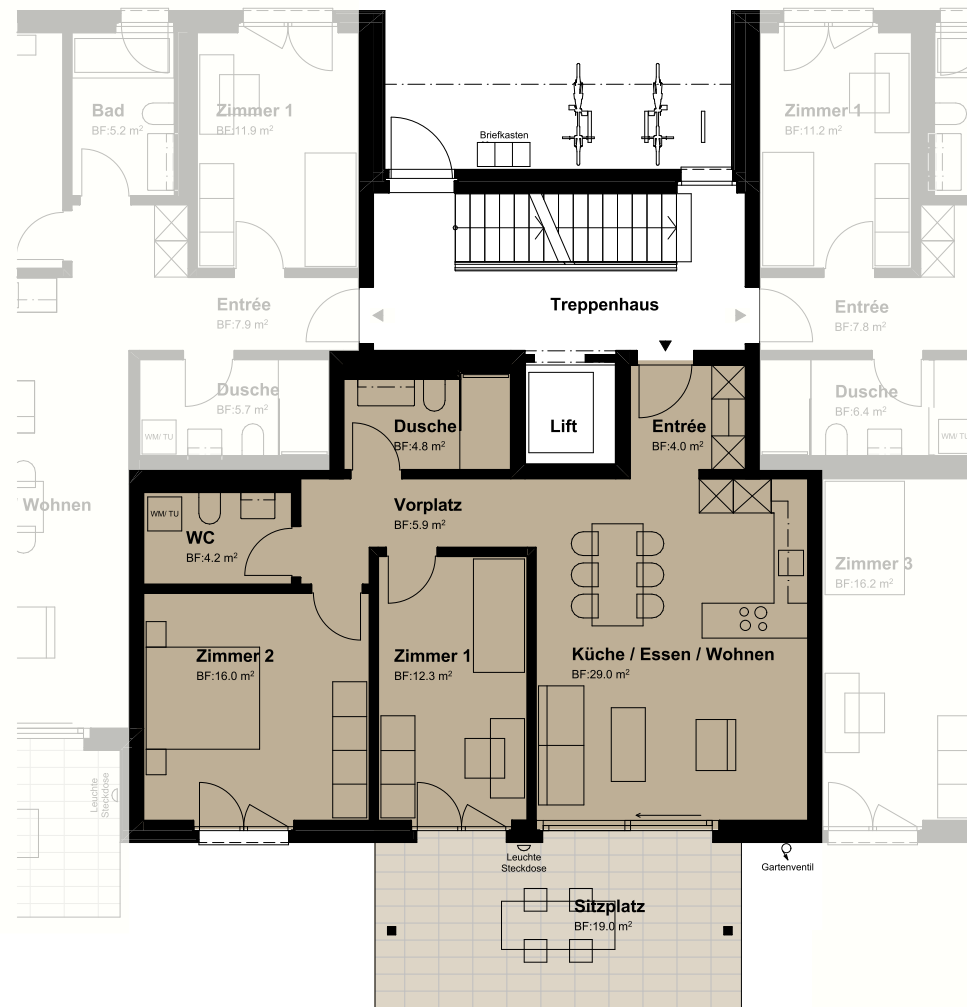 Bad
BF:5.2 m²
Zimmer 1
BF:11.9 m²
Briefkasten
Zimmer 1
BF:11.2 m²
Entrée
BF:7.9 m²
Treppenhaus
Entrée
BF:7.8 m²
Dusche
BF:5.7 m²
WM/ TU
Dusche
BF:4.8 m²
Lift
Entrée
BF:4.0 m²
Dusche
BF:6.4 m²
WM/ TU
Wohnen
WM/ TU
WC
BF:4.2 m²
Vorplatz
BF:5.9 m²
Zimmer 3
BF:16.2 m²
Zimmer 2
BF:16.0 m²
Zimmer 1
BF:12.3 m²
Küche / Essen / Wohnen
BF:29.0 m²
Leuchte
Steckdose
Leuchte
Steckdose
Gartenventil
Sitzplatz
BF:19.0 m²